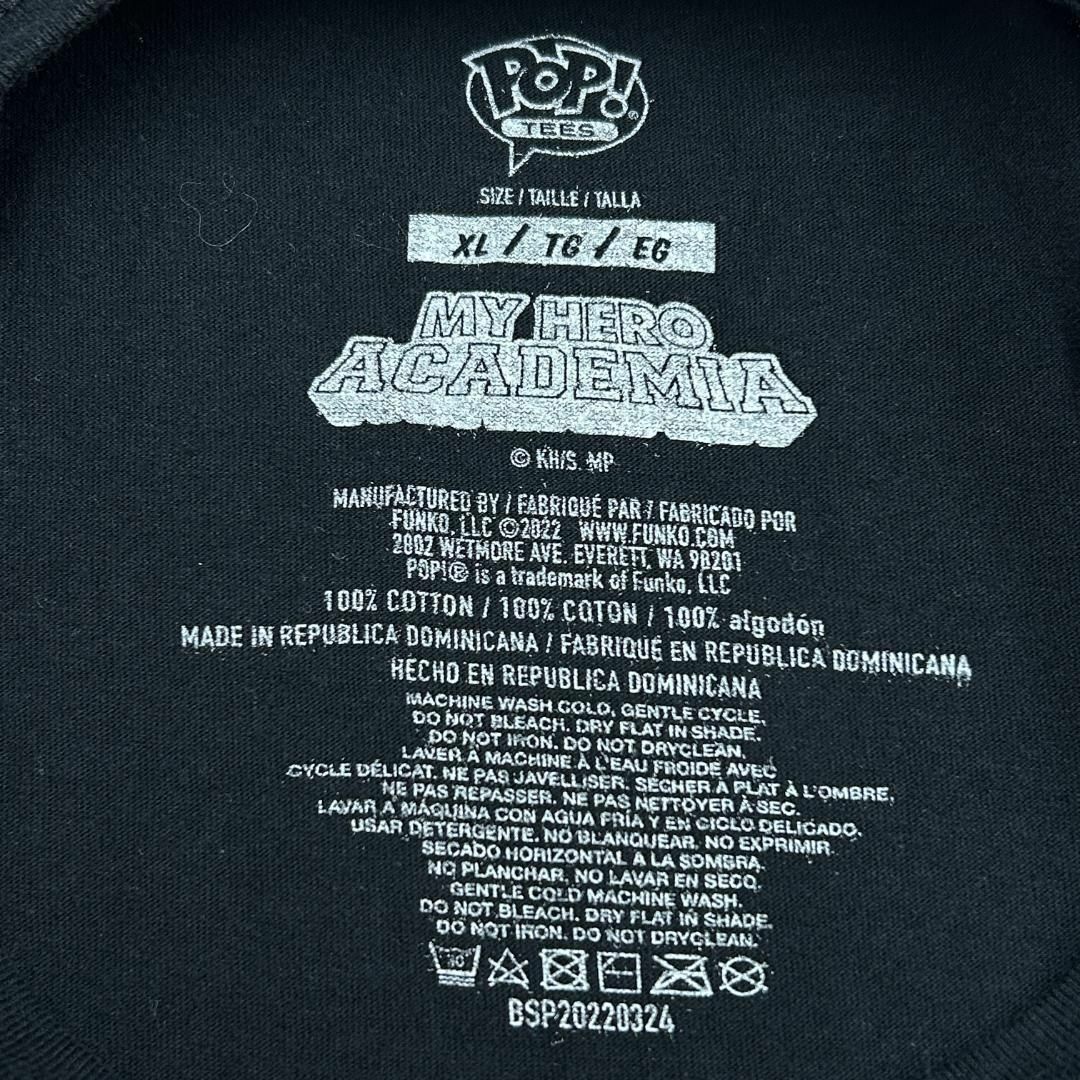 POP!®
TEES
SIZE / TAILLE / TALLA
XL / TG / EG
MY HERO
ACADEMIA
© KH/S. MP
MANUFACTURED BY / FABRIQUÉ PAR / FABRICADO POR
FUNKO, LLC ©2022 WWW.FUNKO.COM
2802 WETMORE AVE. EVERETT, WA 98201
POP!® is a trademark of Funko, LLC
100% COTTON / 100% COTON / 100% algodón
MADE IN REPUBLICA DOMINICANA / FABRIQUÉ EN REPUBLICA DOMINICANA
HECHO EN REPUBLICA DOMINICANA
MACHINE WASH COLD, GENTLE CYCLE.
DO NOT BLEACH. DRY FLAT IN SHADE.
DO NOT IRON. DO NOT DRYCLEAN.
LAVER À MACHINE À L'EAU FROIDE AVEC
CYCLE DÉLICAT. NE PAS JAVELLISER. SÉCHER À PLAT À L'OMBRE.
NE PAS REPASSER. NE PAS NETTOYER À SEC.
LAVAR A MÁQUINA CON AGUA FRÍA Y EN CICLO DELICADO.
USAR DETERGENTE. NO BLANQUEAR. NO EXPRIMIR
SECADO HORIZONTAL A LA SOMBRA.
NO PLANCHAR. NO LAVAR EN SECO.
GENTLE COLD MACHINE WASH.
DO NOT BLEACH. DRY FLAT IN SHADE.
DO NOT IRON. DO NOT DRYCLEAN.
BSP20220324